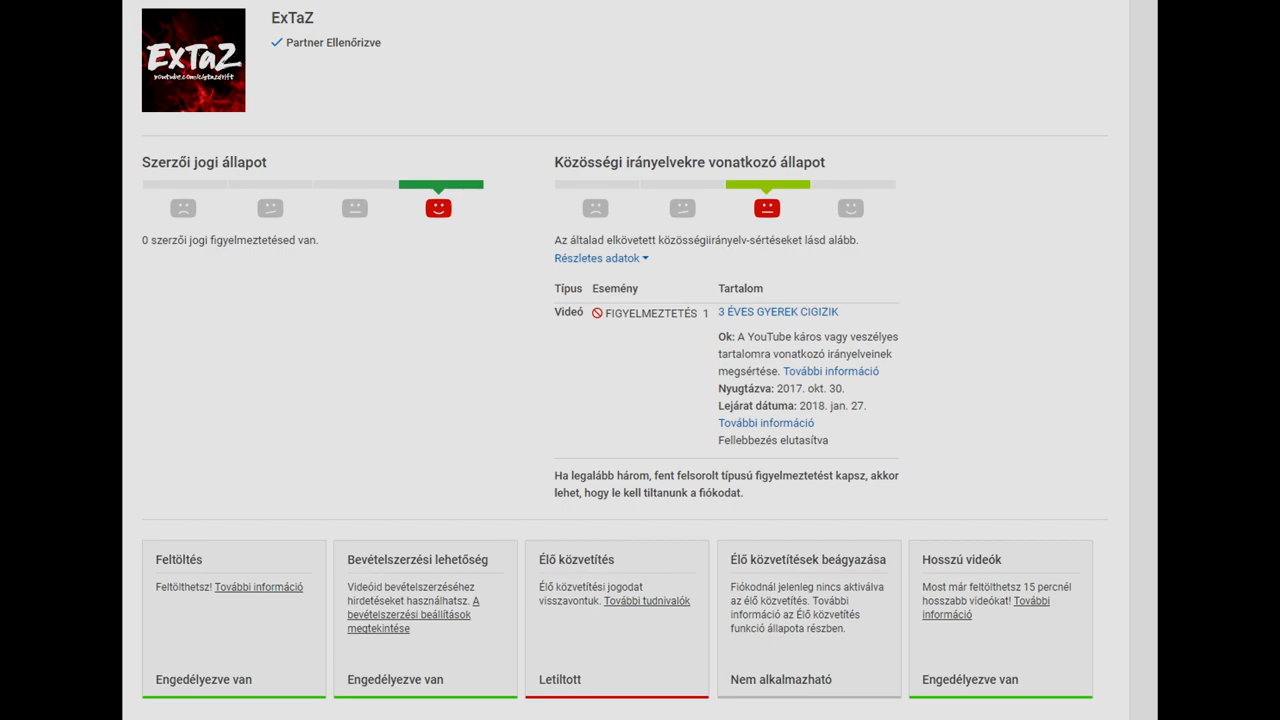 ExTaZ
Partner Ellenőrizve
ExTaZ
Szerzői jogi állapot
0 szerzői jogi figyelmeztetésed van.
Közösségi irányelvekre vonatkozó állapot
Az általad elkövetett közösségiirányelv-sértéseket lásd alább.
Részletes adatok
Típus Esemény Tartalom
Videó FIGYELMEZTETÉS 1 3 ÉVES GYEREK CIGIZIK
Ok: A YouTube káros vagy veszélyes
tartalomra vonatkozó irányelveinek
megsértése. További információ
Nyugtázva: 2017. okt. 30.
Lejárat dátuma: 2018. jan. 27.
További információ
Fellebbezés elutasítva
Ha legalább három, fent felsorolt típusú figyelmeztetést kapsz, akkor
lehet, hogy le kell tiltanunk a fiókodat.
Feltöltés
Feltölthetsz! További információ
Engedélyezve van
Bevételszerzési lehetőség
Videóid bevételszerzéséhez
hirdetéseket használhatsz. A
bevételszerzési beállítások
megtekintése
Engedélyezve van
Élő közvetítés
Élő közvetítési jogodat
visszavontuk. További tudnivalók
Letiltott
Élő közvetítések beágyazása
Fiókodnál jelenleg nincs aktiválva
az élő közvetítés. További
információ az Élő közvetítés
funkció állapota részben.
Nem alkalmazható
Hosszú videók
Most már feltölthetsz 15 percnél
hosszabb videókat! További
információ
Engedélyezve van